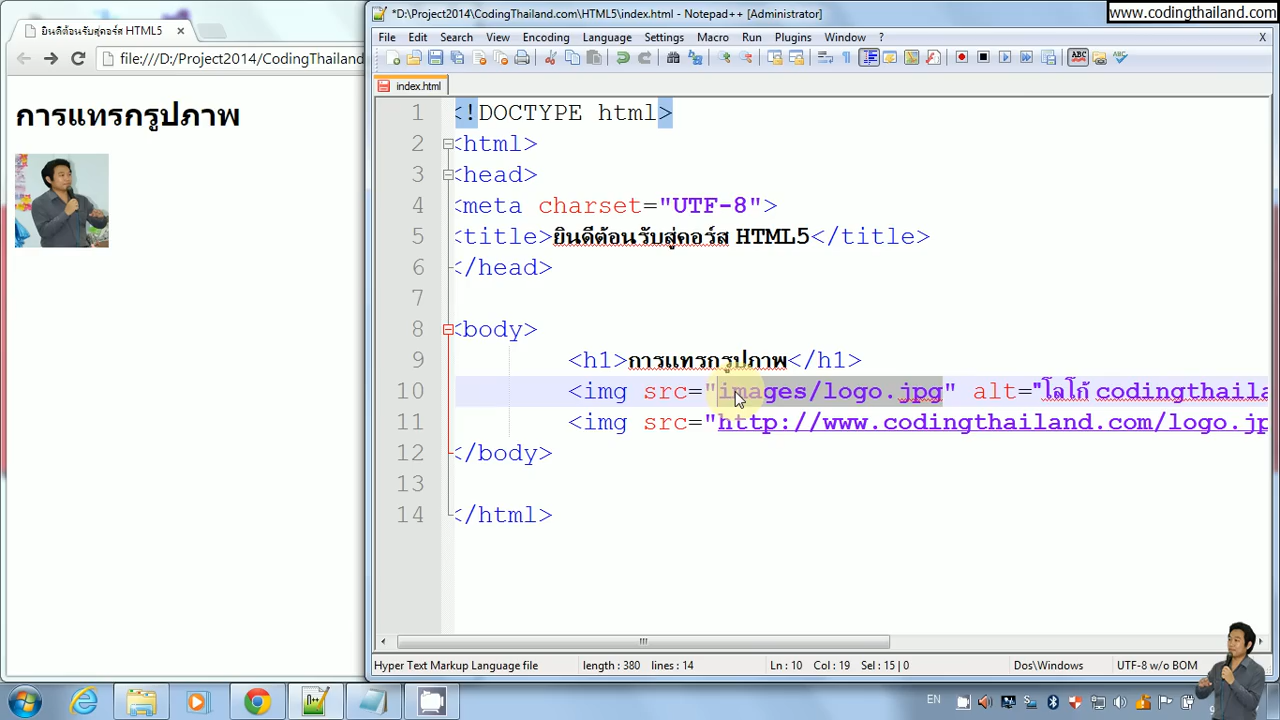 www.codingthailand.com
ยินดีต้อนรับสู่คอร์ส HTML5
file:///D:/Project2014/CodingThailand
การแทรกรูปภาพ
*D:\Project2014\CodingThailand.com\HTML5\index.html - Notepad++ [Administrator]
File Edit Search View Encoding Language Settings Macro Run Plugins Window ? X
index.html
1 <!DOCTYPE html>
2 <html>
3 <head>
4 <meta charset="UTF-8">
5 <title>ยินดีต้อนรับสู่คอร์ส HTML5</title>
6 </head>
7
8 <body>
9 <h1>การแทรกรูปภาพ</h1>
10 <img src="images/logo.jpg" alt="โลโก้ codingthaila
11 <img src="http://www.codingthailand.com/logo.jp
12 </body>
13
14 </html>
Hyper Text Markup Language file length : 380 lines : 14 Ln : 10 Col : 19 Sel : 15 | 0 Dos\Windows UTF-8 w/o BOM
EN